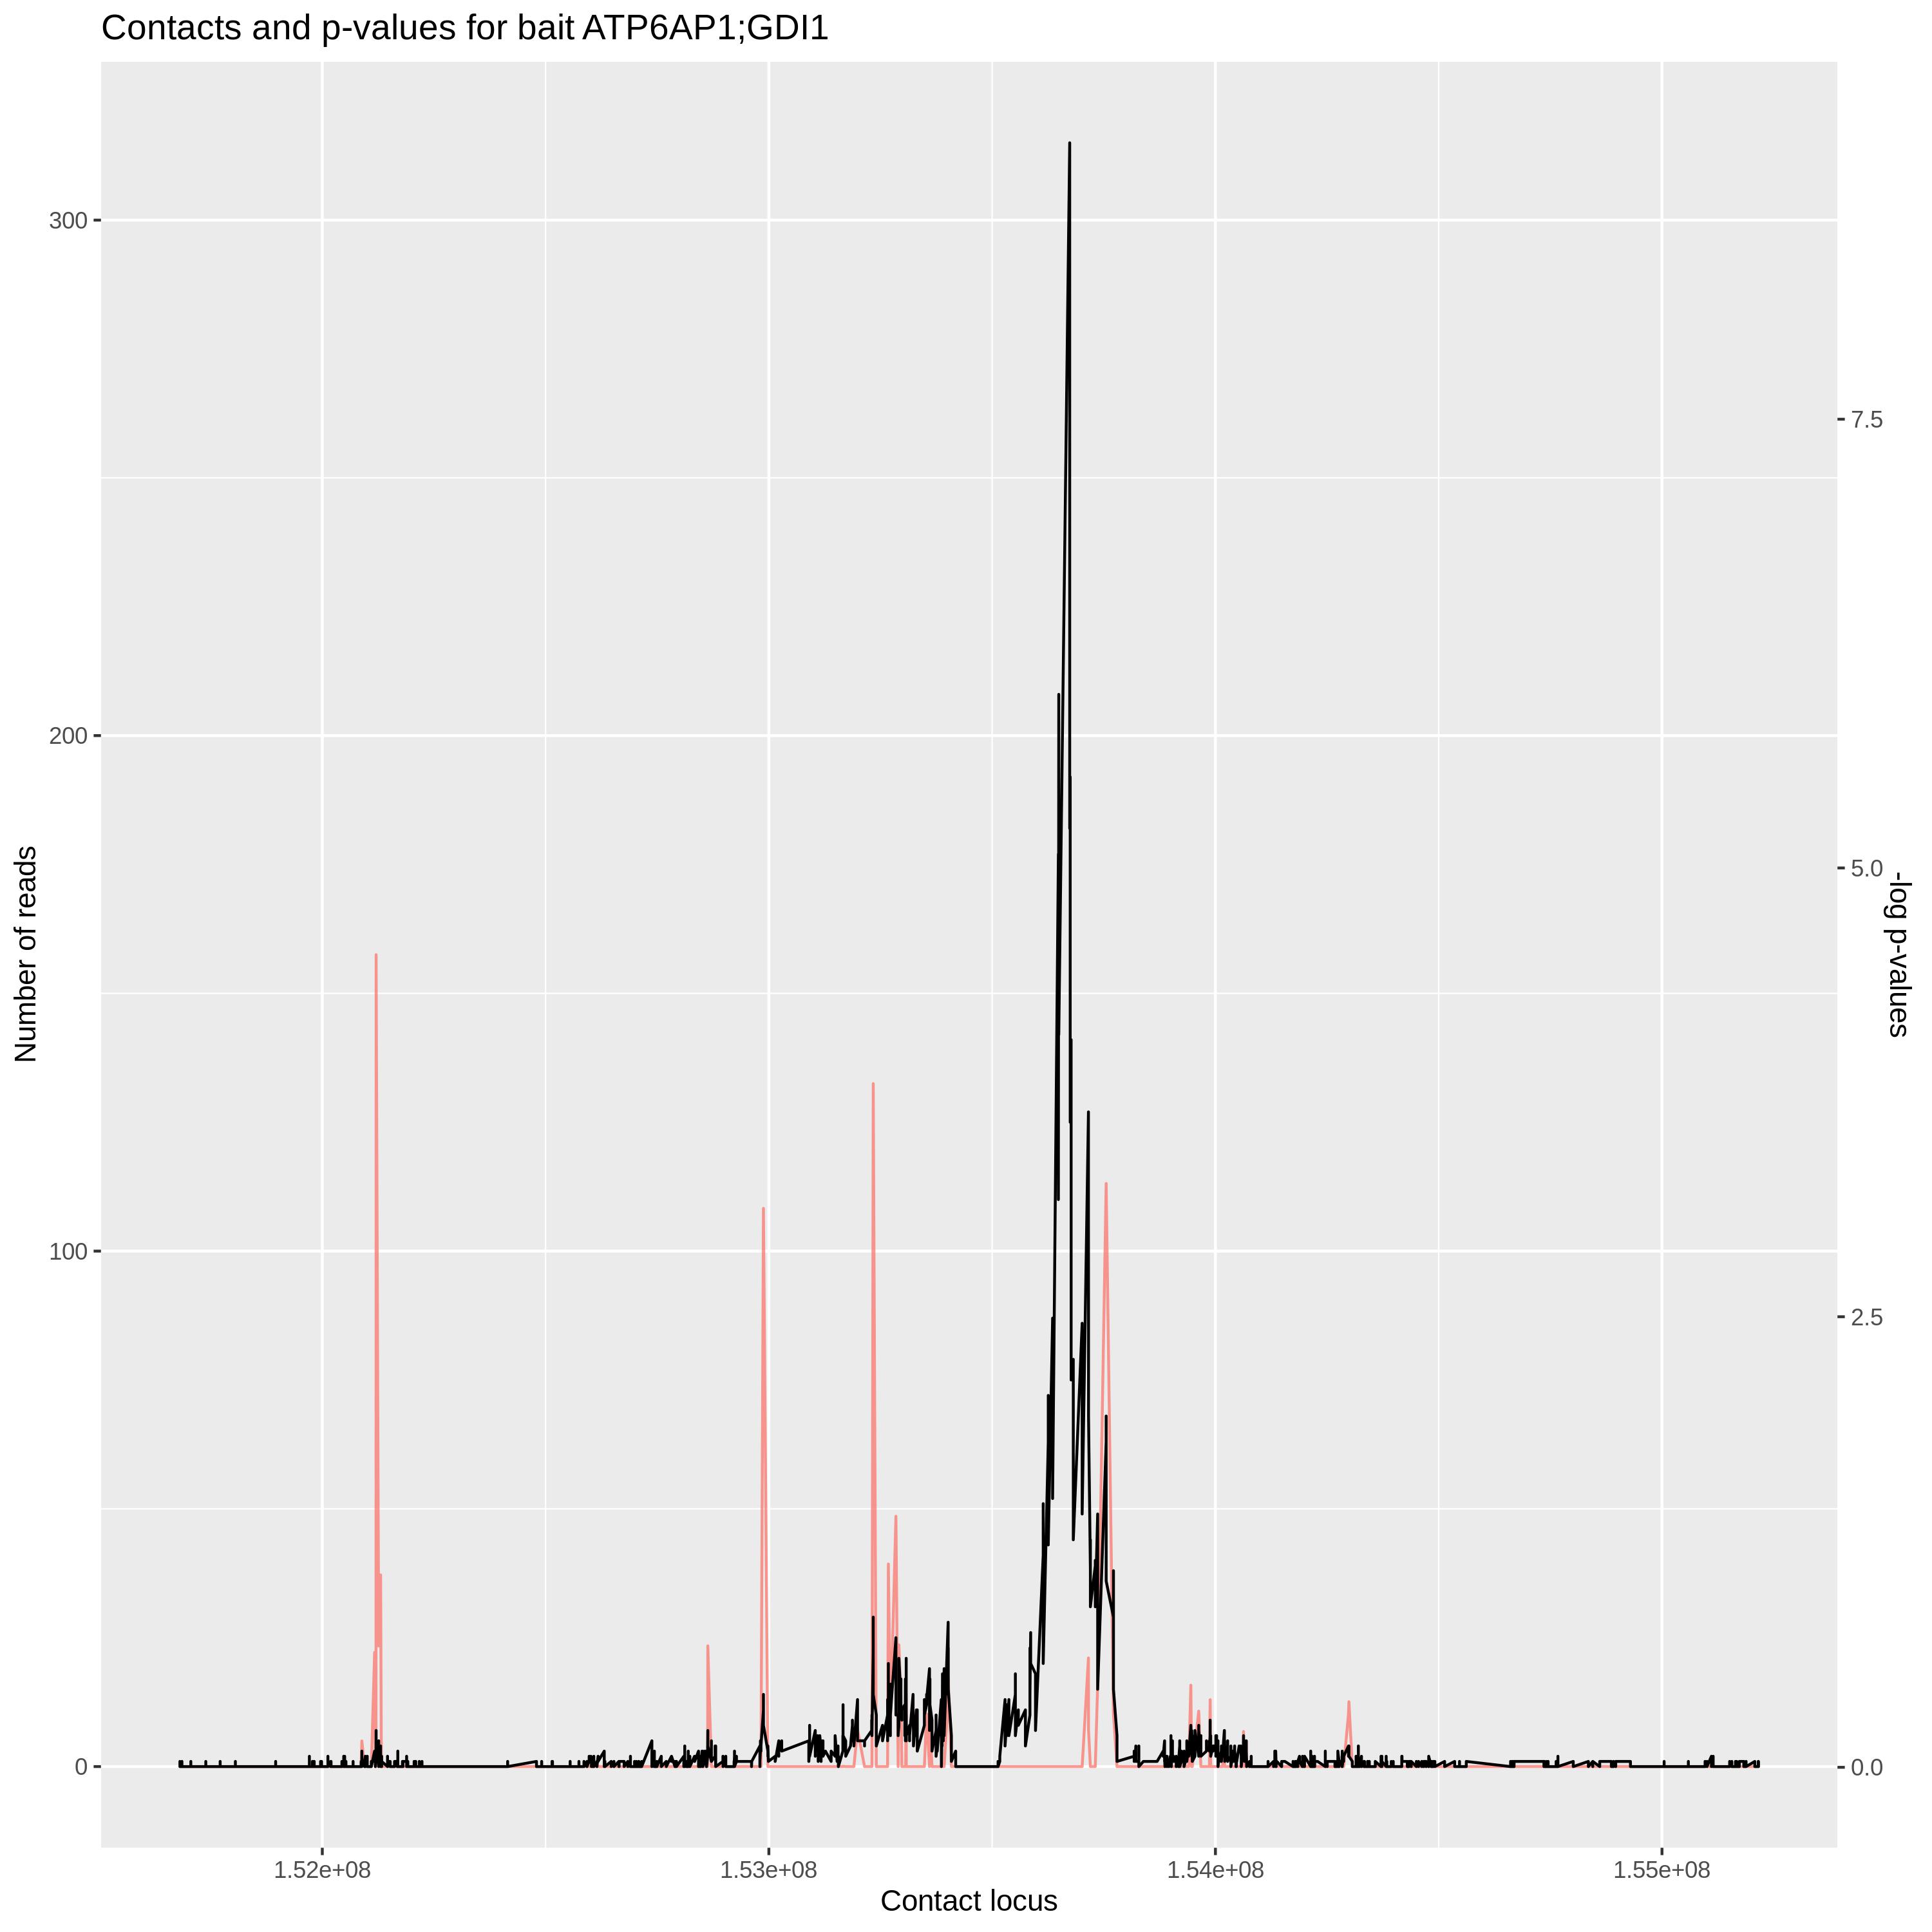 Contacts and p-values for bait ATP6AP1;GDI1
300
200
100
0
Number of reads
7.5
5.0
2.5
0.0
-log p-values
1.52e+08
1.53e+08
1.54e+08
1.55e+08
Contact locus